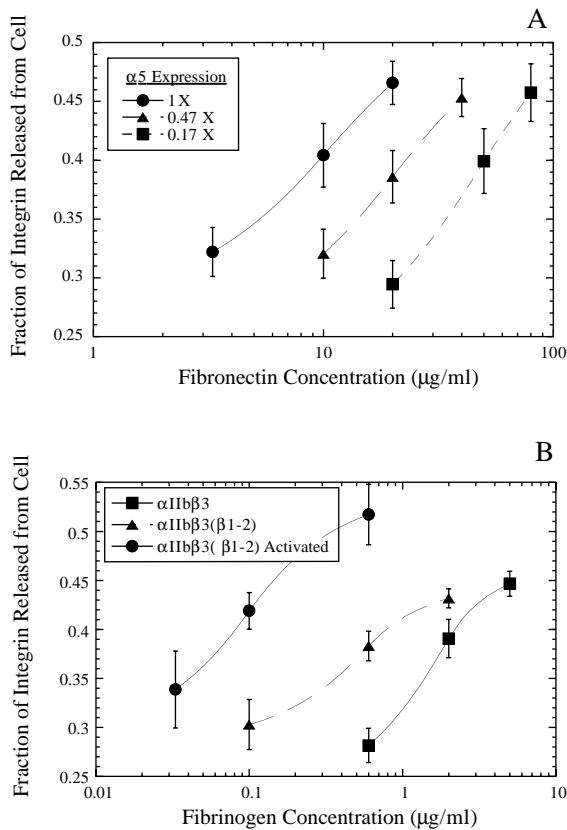 A
Fraction of Integrin Released from Cell
0.5
0.45
0.4
0.35
0.3
0.25
α5 Expression
1X
0.47 X
0.17 X
1
10
100
Fibronectin Concentration (μg/ml)
B
Fraction of Integrin Released from Cell
0.55
0.5
0.45
0.4
0.35
0.3
0.25
αIIbβ3
αIIbβ3(β1-2)
αIIbβ3( β1-2) Activated
0.01
0.1
1
10
Fibrinogen Concentration (μg/ml)